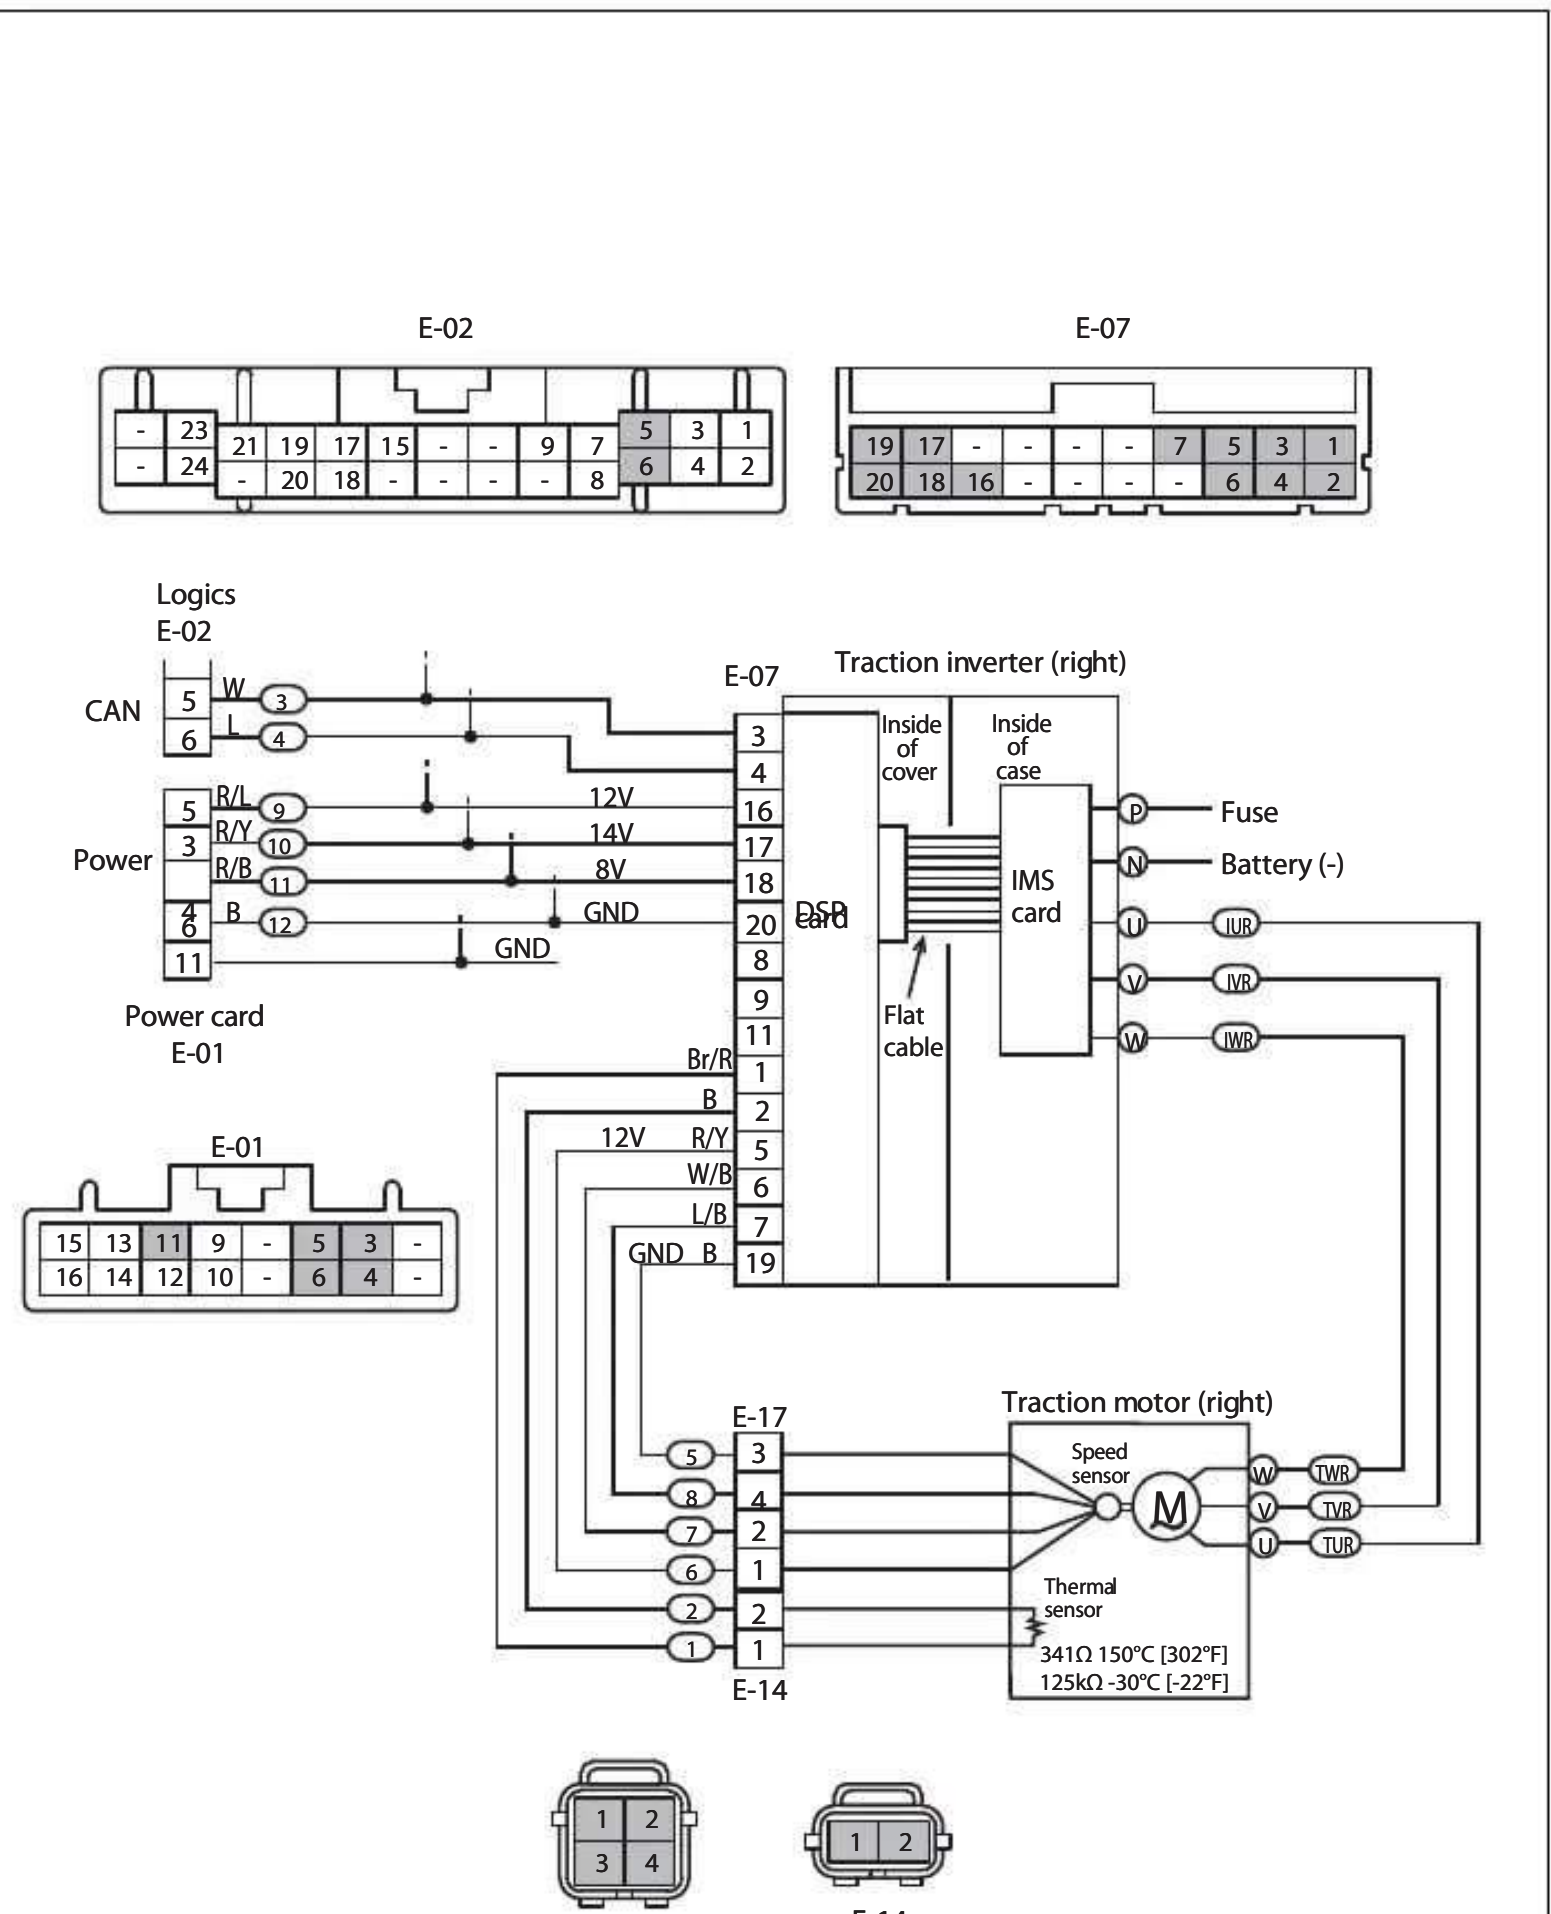 E-02 E-07
- 23 21 19 17 15 - - 9 7 5 3 1
- 24 - 20 18 - - - - 8 6 4 2
19 17 - - - - 7 5 3 1
20 18 16 - - - - 6 4 2
Logics
E-02
CAN
5 W 3
6 L 4
Power
5 R/L 9 12V
3 R/Y 10 14V
R/B 11 8V
4
6 B 12 GND
11 GND
Power card
E-01
E-01
15 13 11 9 - 5 3 -
16 14 12 10 - 6 4 -
Traction inverter (right)
E-07
3
4
16
17
18
20
8
9
11
Br/R 1
B 2
12V R/Y 5
W/B 6
L/B 7
GND B 19
DSP
card
Inside
of
cover
Inside
of
case
IMS
card
Flat
cable
P Fuse
N Battery (-)
U IUR
V IVR
W IWR
Traction motor (right)
E-17
5 3
8 4
7 2
6 1
2 2
1 1
E-14
Speed
sensor
M
W TWR
V TVR
U TUR
Thermal
sensor
341Ω 150°C [302°F]
125kΩ -30°C [-22°F]
1 2
3 4
1 2